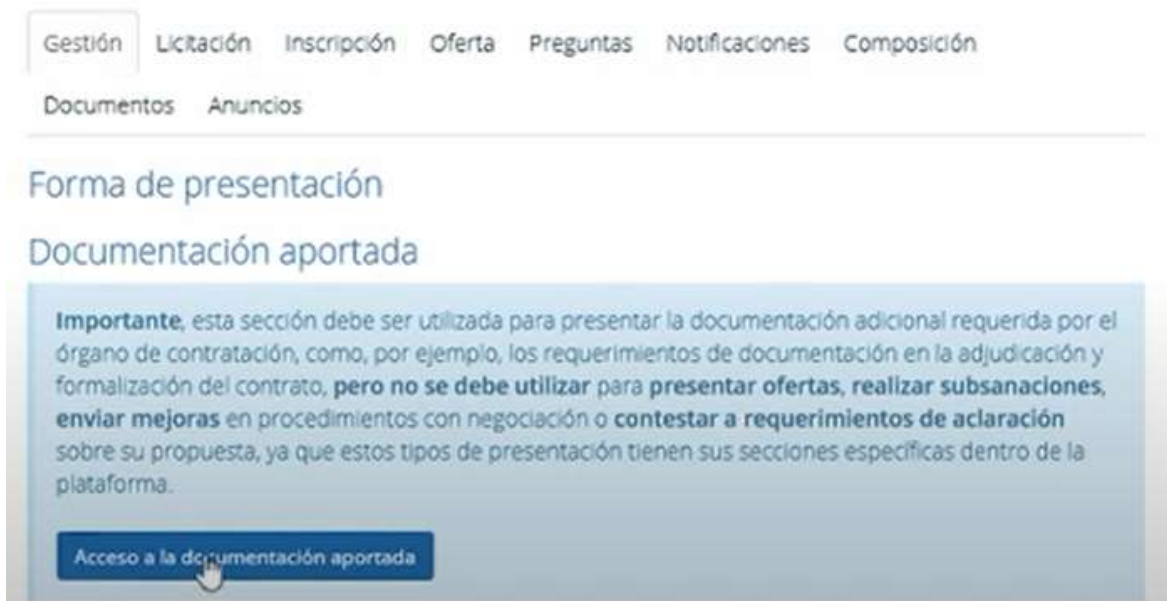 Gestión Licitación Inscripción Oferta Preguntas Notificaciones Composición
Documentos Anuncios
Forma de presentación
Documentación aportada
Importante, esta sección debe ser utilizada para presentar la documentación adicional requerida por el
órgano de contratación, como, por ejemplo, los requerimientos de documentación en la adjudicación y
formalización del contrato, pero no se debe utilizar para presentar ofertas, realizar subsanaciones,
enviar mejoras en procedimientos con negociación o contestar a requerimientos de aclaración
sobre su propuesta, ya que estos tipos de presentación tienen sus secciones específicas dentro de la
plataforma.
Acceso a la documentación aportada